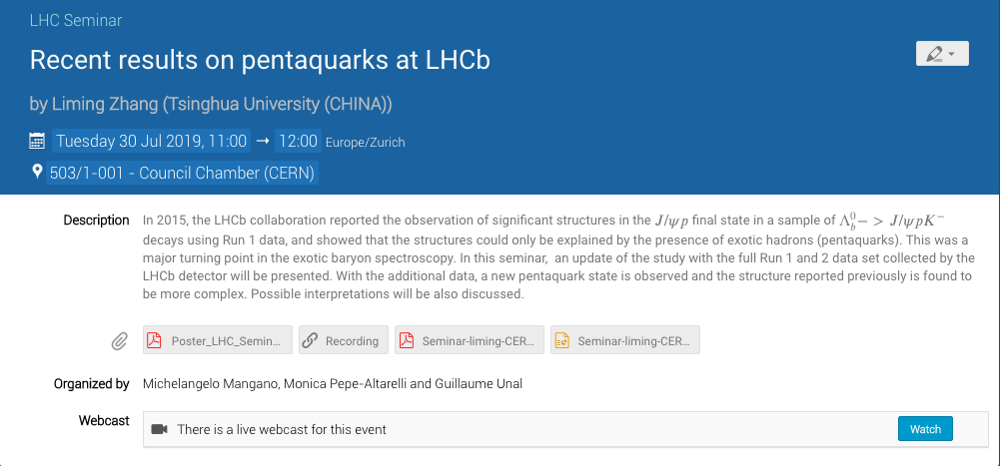 LHC Seminar
Recent results on pentaquarks at LHCb
by Liming Zhang (Tsinghua University (CHINA))
Tuesday 30 Jul 2019, 11:00 → 12:00 Europe/Zurich
503/1-001 - Council Chamber (CERN)
Description In 2015, the LHCb collaboration reported the observation of significant structures in the J/ψp final state in a sample of Λ_b^0 −> J/ψpK^−
decays using Run 1 data, and showed that the structures could only be explained by the presence of exotic hadrons (pentaquarks). This was a
major turning point in the exotic baryon spectroscopy. In this seminar, an update of the study with the full Run 1 and 2 data set collected by the
LHCb detector will be presented. With the additional data, a new pentaquark state is observed and the structure reported previously is found to
be more complex. Possible interpretations will be also discussed.
Poster_LHC_Semin... Recording Seminar-liming-CER... Seminar-liming-CER...
Organized by Michelangelo Mangano, Monica Pepe-Altarelli and Guillaume Unal
Webcast There is a live webcast for this event Watch